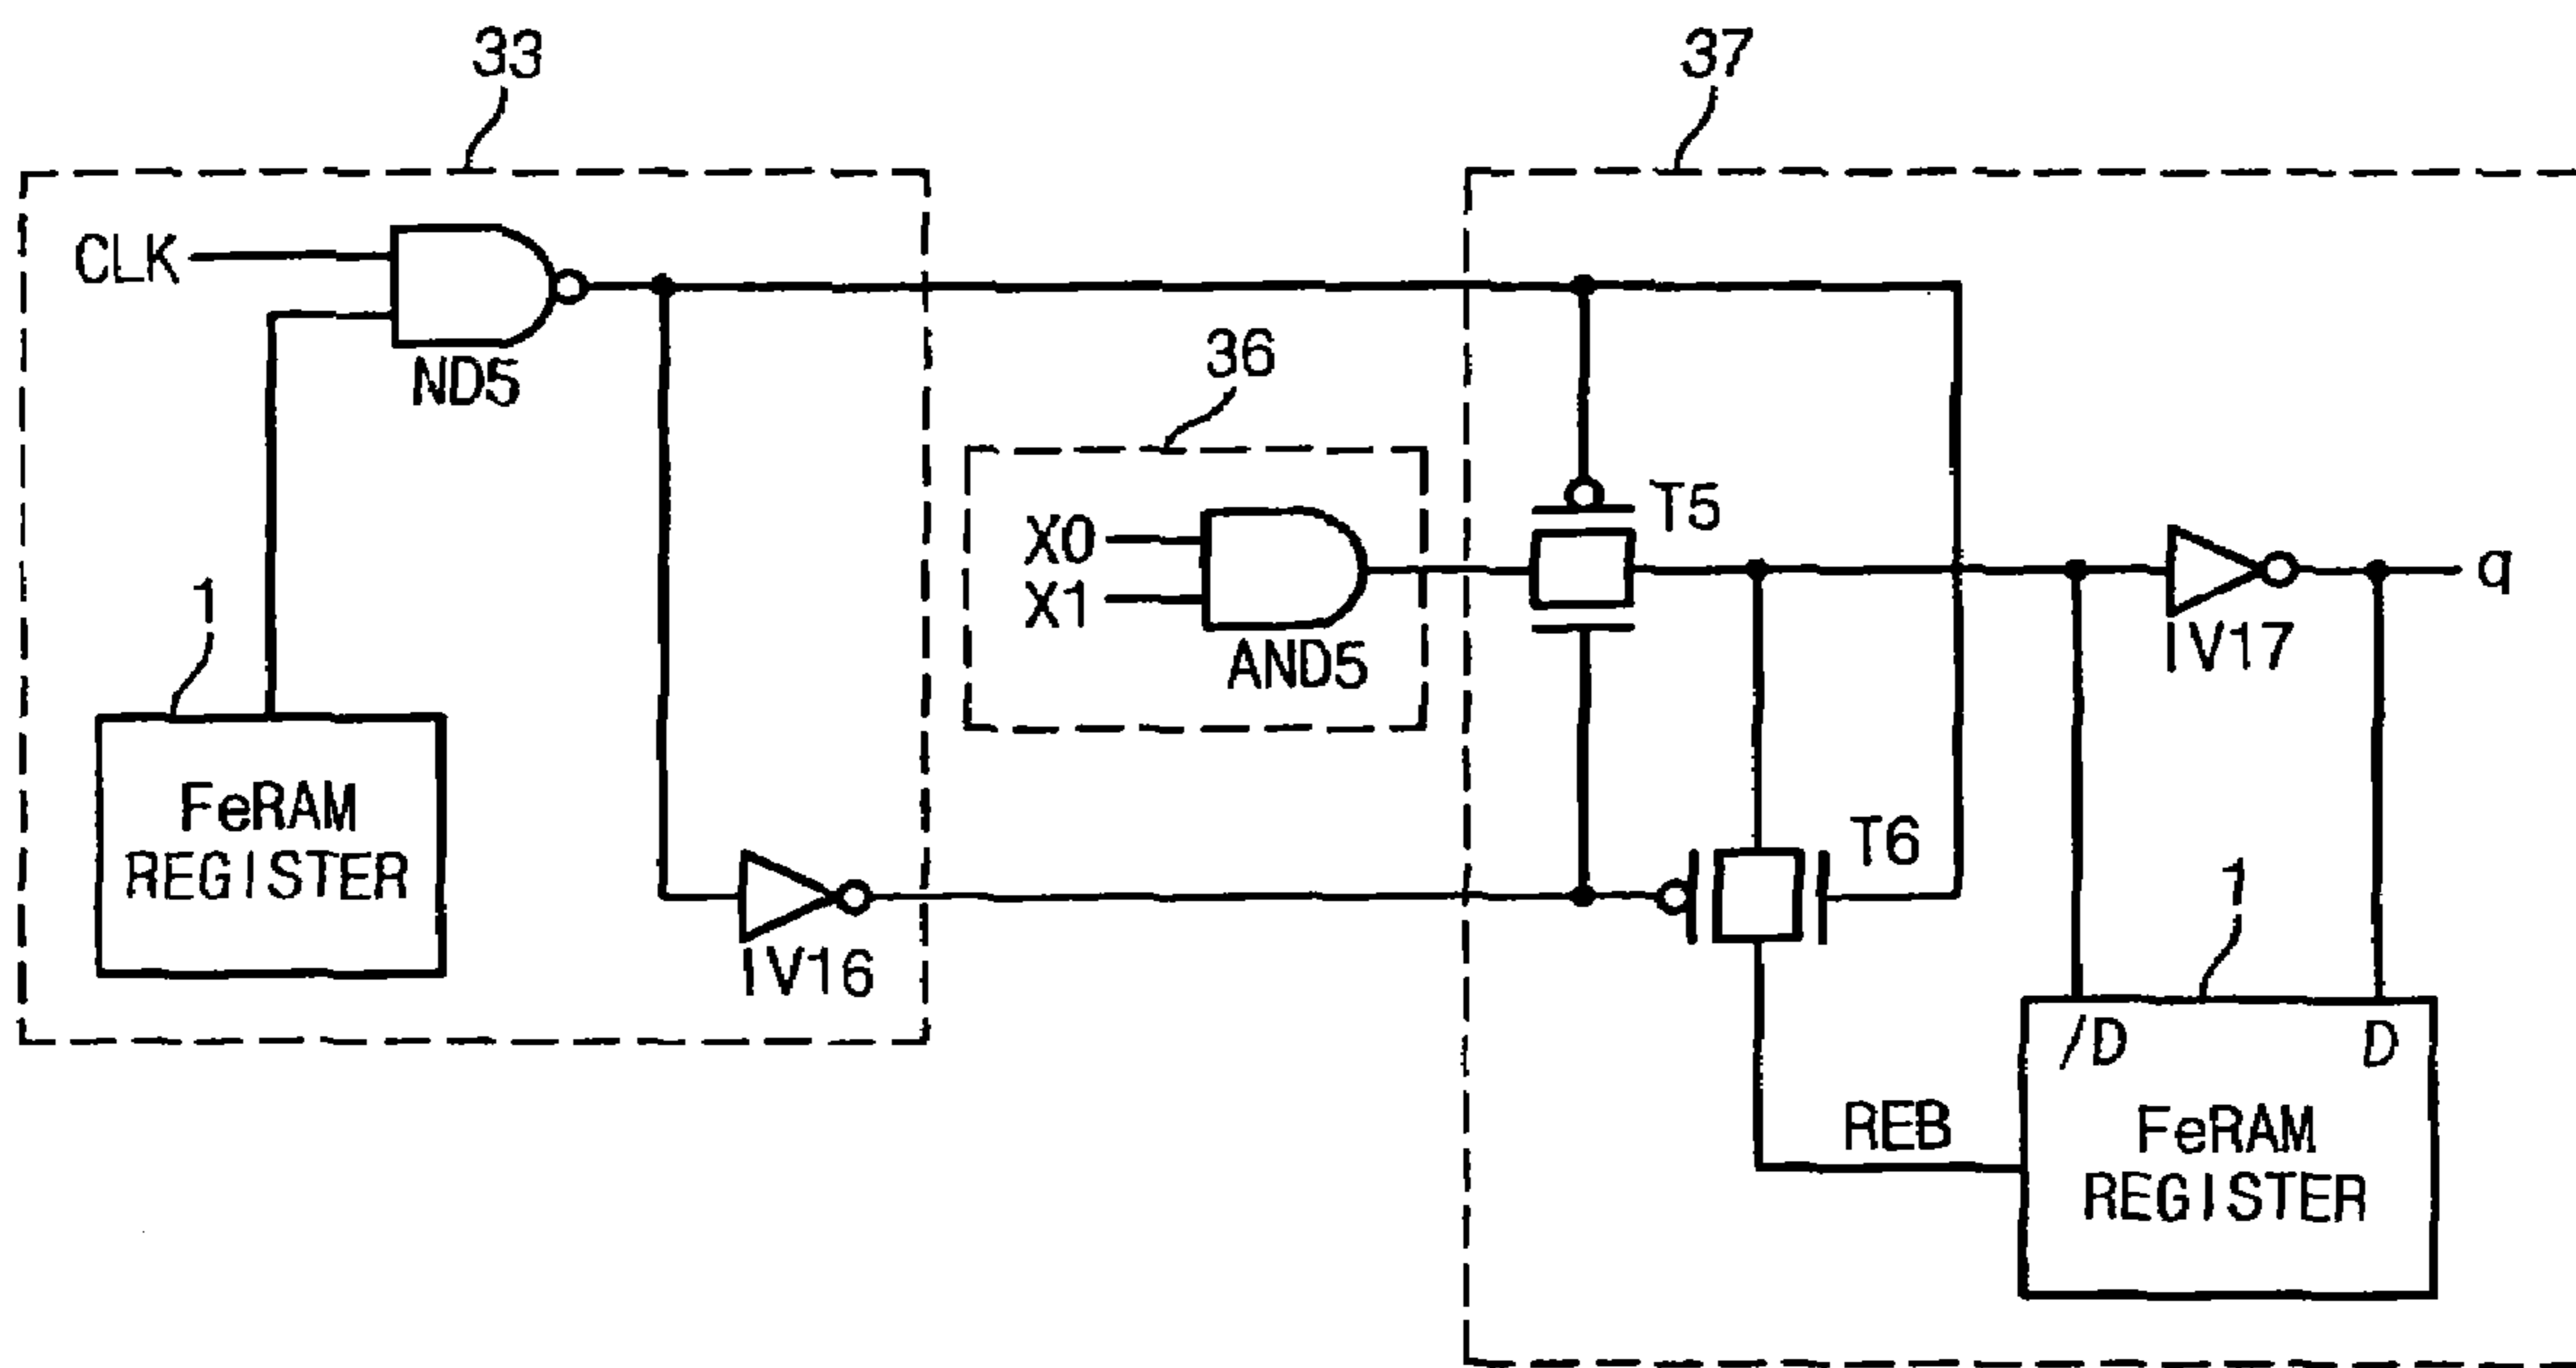 33
37
CLK
ND5
36
X0
X1
AND5
T5
q
IV17
1
FeRAM
REGISTER
IV16
T6
1
/D
D
REB
FeRAM
REGISTER